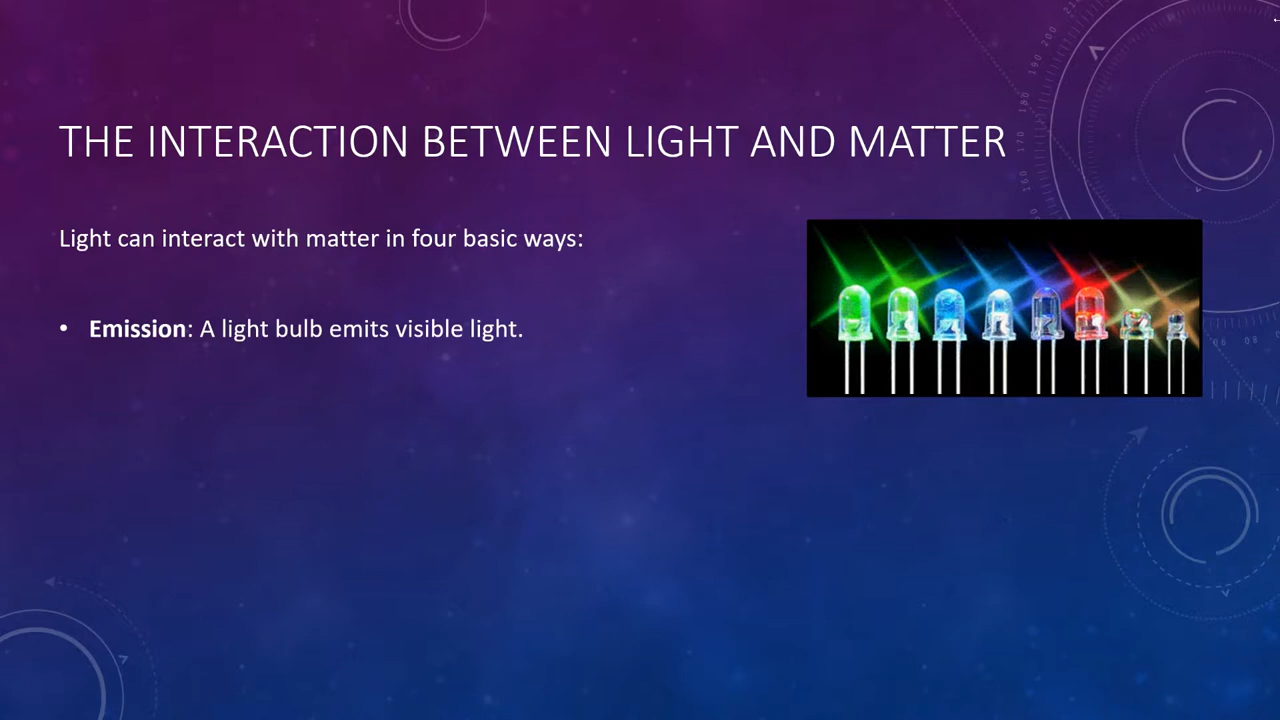 THE INTERACTION BETWEEN LIGHT AND MATTER
Light can interact with matter in four basic ways:
• Emission: A light bulb emits visible light.